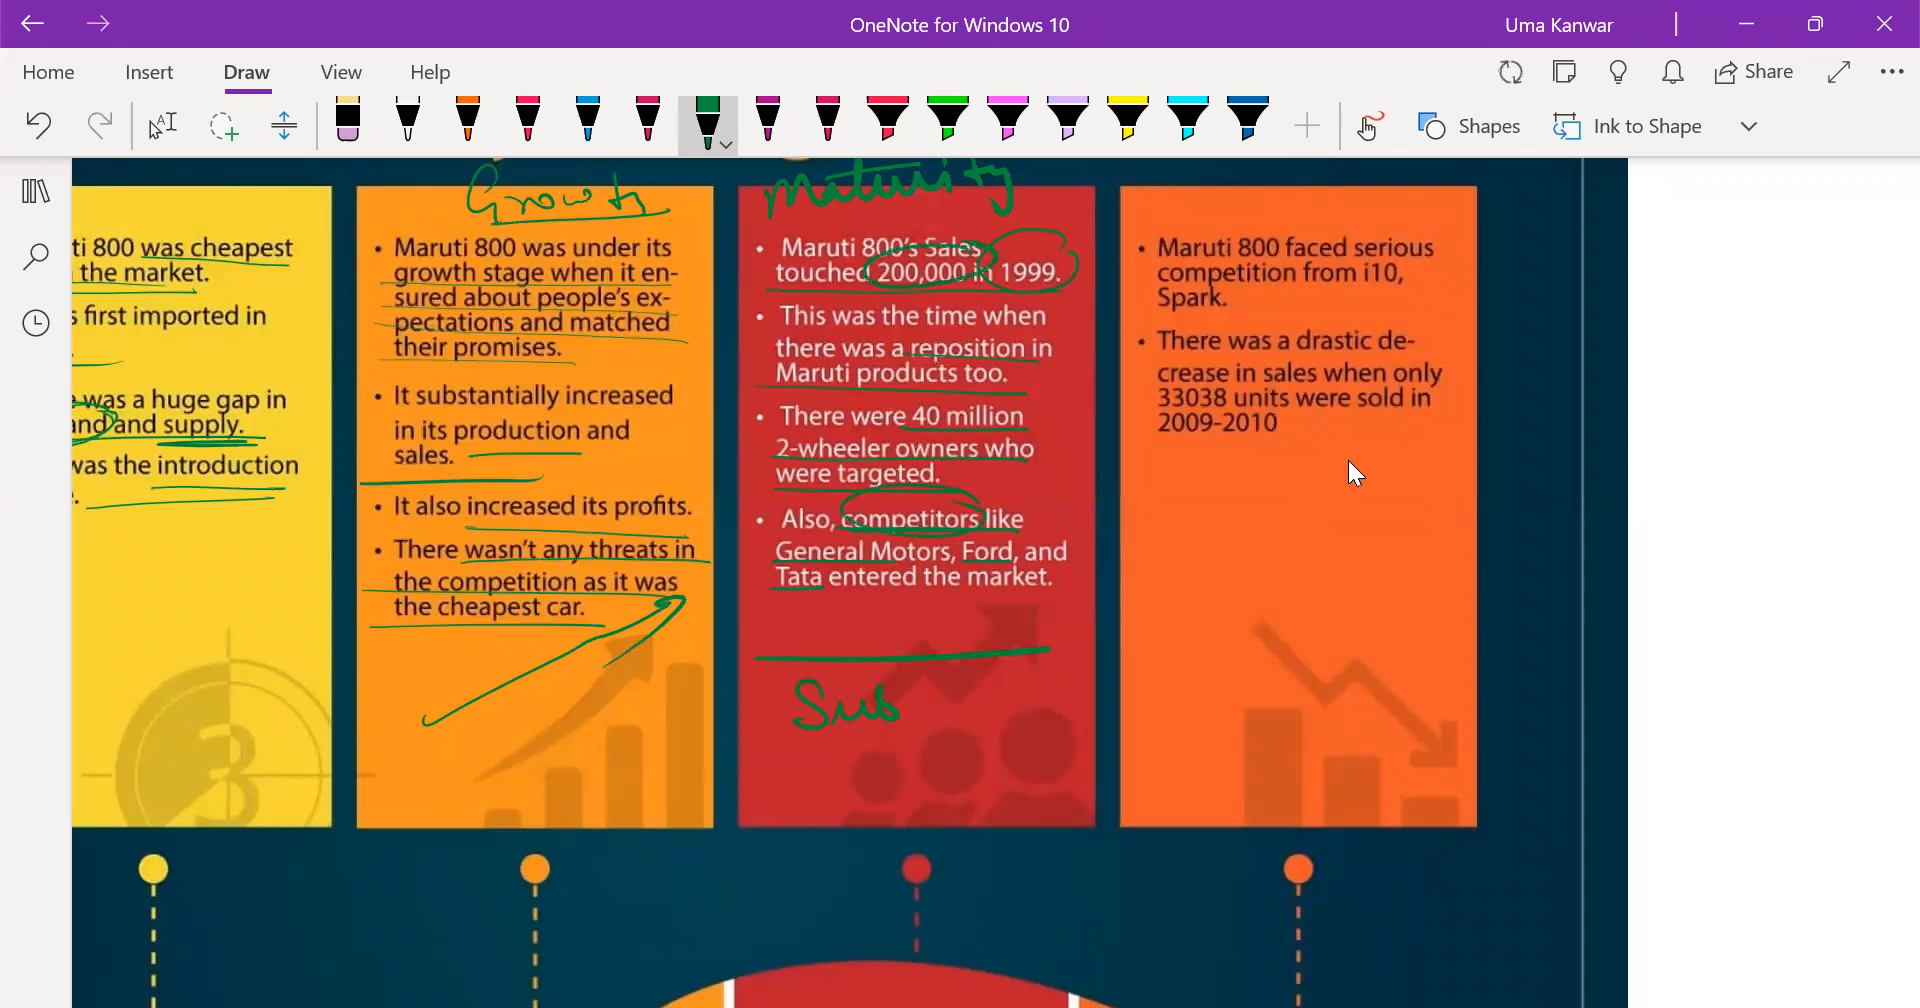 OneNote for Windows 10
Uma Kanwar
Home Insert Draw View Help
Share
Shapes
Ink to Shape
ti 800 was cheapest
the market.
s first imported in
.
was a huge gap in
and and supply.
was the introduction
.
Growth
• Maruti 800 was under its
growth stage when it en-
sured about people's ex-
pectations and matched
their promises.
• It substantially increased
in its production and
sales.
• It also increased its profits.
• There wasn't any threats in
the competition as it was
the cheapest car.
3
Maturity
• Maruti 800's Sales
touched 200,000 in 1999.
• This was the time when
there was a reposition in
Maruti products too.
• There were 40 million
2-wheeler owners who
were targeted.
• Also, competitors like
General Motors, Ford, and
Tata entered the market.
Sub
• Maruti 800 faced serious
competition from i10,
Spark.
• There was a drastic de-
crease in sales when only
33038 units were sold in
2009-2010